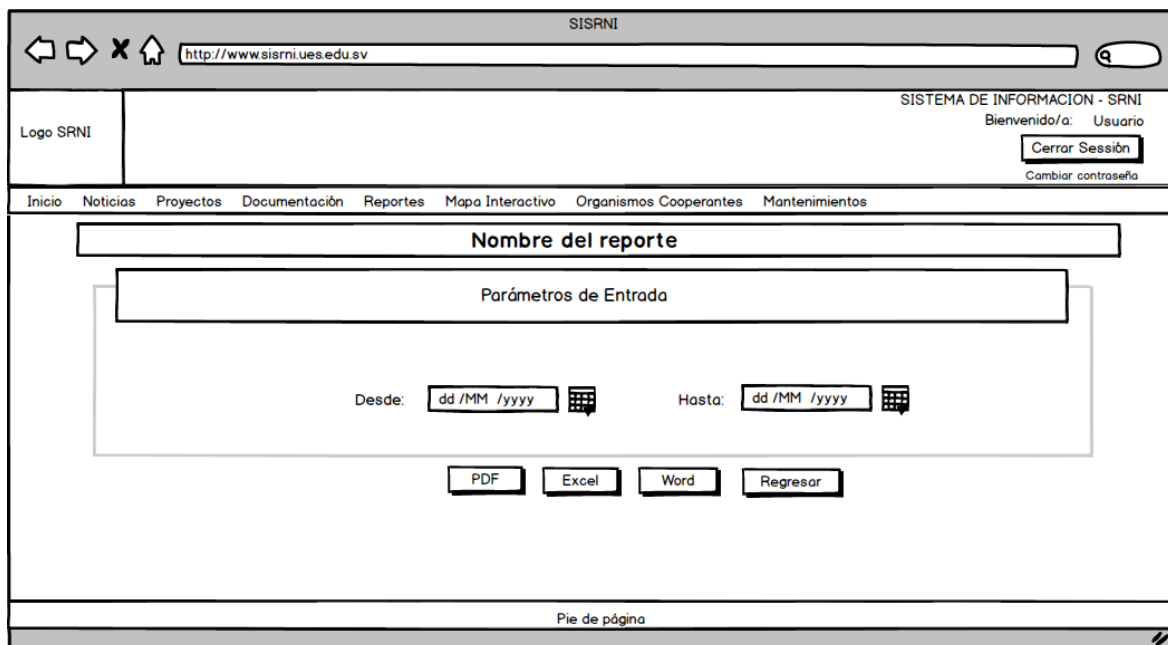 SISRNI
http://www.sisrni.ues.edu.sv
SISTEMA DE INFORMACION - SRNI
Logo SRNI
Bienvenido/a: Usuario
Cerrar Sessión
Cambiar contraseña
Inicio Noticias Proyectos Documentación Reportes Mapa Interactivo Organismos Cooperantes Mantenimientos
Nombre del reporte
Parámetros de Entrada
Desde: dd /MM /yyyy Hasta: dd /MM /yyyy
PDF Excel Word Regresar
Pie de página